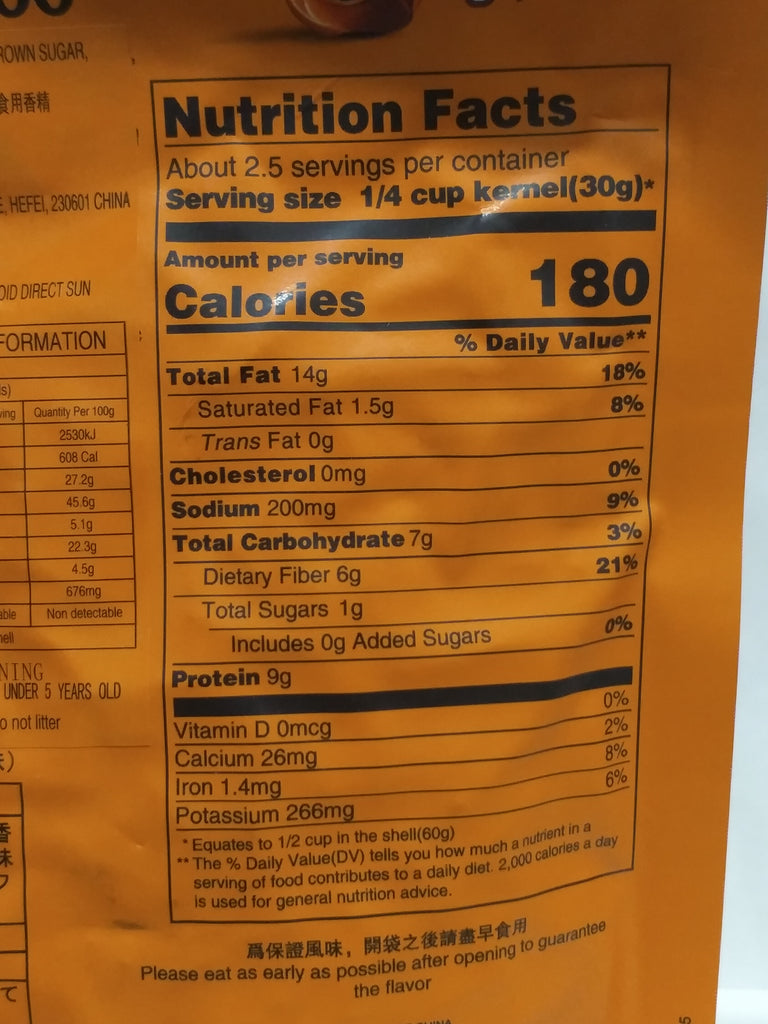 ROWN SUGAR,
食用香精
HEFEI, 230601 CHINA
DIRECT SUN
FORMATION
Quantity Per 100g
2530kJ
608 Cal
27.2g
45.6g
5.1g
22.3g
4.5g
676mg
Non detectable
UNDER 5 YEARS OLD
not litter
香
味
て
Nutrition Facts
About 2.5 servings per container
Serving size 1/4 cup kernel(30g)*
Amount per serving
Calories 180
% Daily Value**
Total Fat 14g 18%
Saturated Fat 1.5g 8%
Trans Fat 0g
Cholesterol 0mg 0%
Sodium 200mg 9%
Total Carbohydrate 7g 3%
Dietary Fiber 6g 21%
Total Sugars 1g
Includes 0g Added Sugars 0%
Protein 9g
Vitamin D 0mcg 0%
Calcium 26mg 2%
Iron 1.4mg 8%
Potassium 266mg 6%
* Equates to 1/2 cup in the shell(60g)
** The % Daily Value(DV) tells you how much a nutrient in a
serving of food contributes to a daily diet. 2,000 calories a day
is used for general nutrition advice.
爲保證風味，開袋之後請盡早食用
Please eat as early as possible after opening to guarantee
the flavor